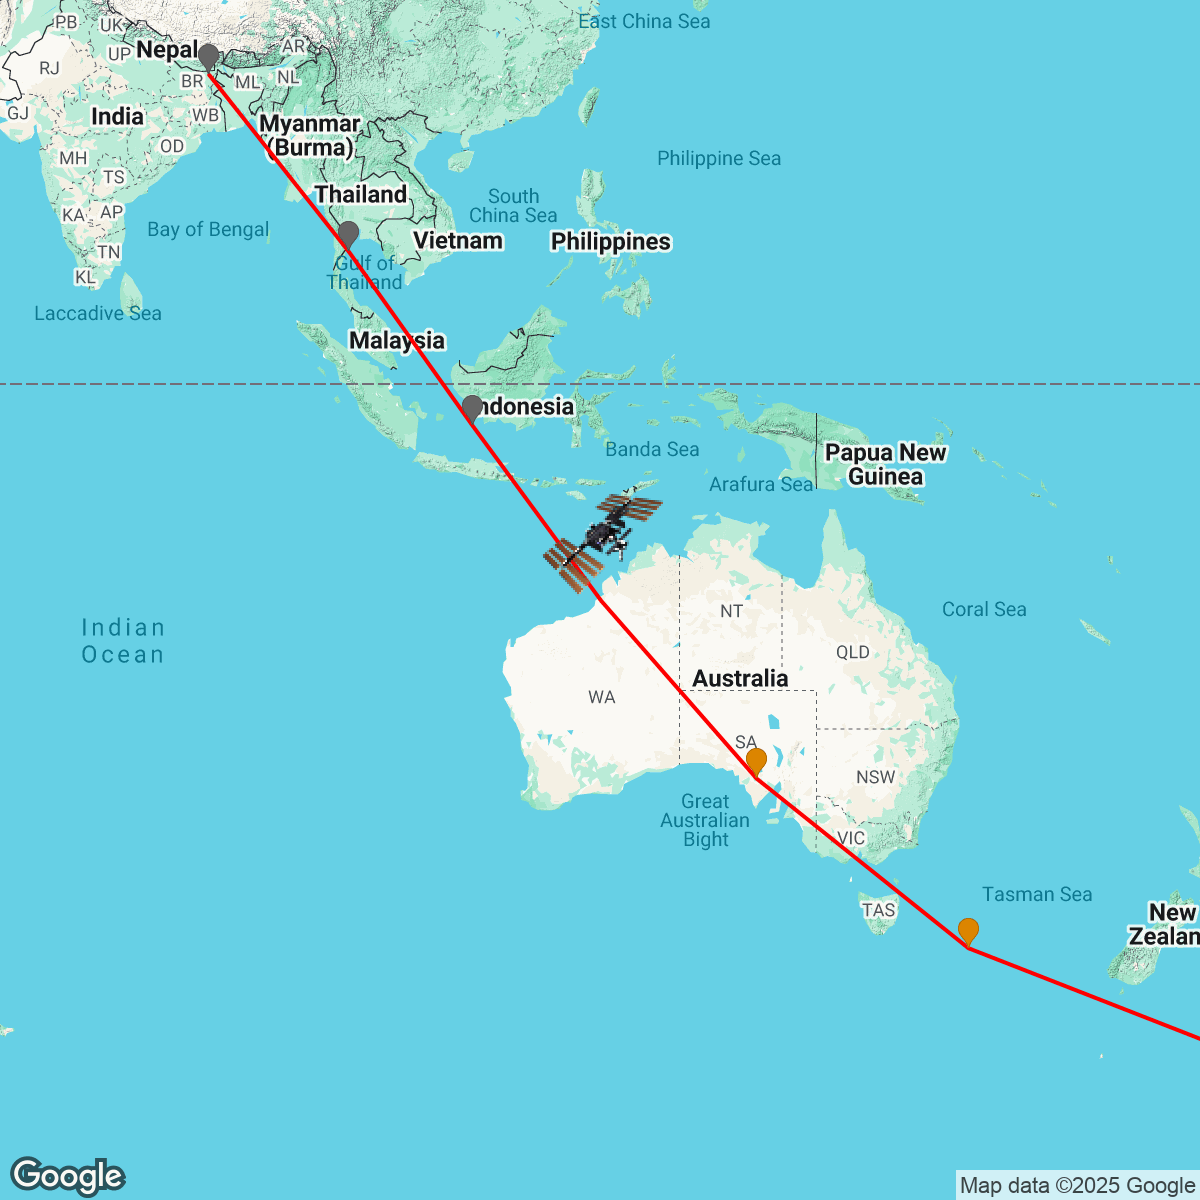 East China Sea
PB
UK
Nepal
UP
AR
RJ
BR
ML
NL
GJ
India
WB
Myanmar
(Burma)
OD
MH
TS
Philippine Sea
Thailand
South
China Sea
KA
AP
Bay of Bengal
Vietnam
Philippines
TN
KL
Gulf of
Thailand
Laccadive Sea
Malaysia
Indonesia
Banda Sea
Papua New
Guinea
Arafura Sea
NT
Coral Sea
Indian
Ocean
QLD
Australia
WA
SA
NSW
Great
Australian
Bight
VIC
Tasman Sea
TAS
New
Zealan
Google
Map data ©2025 Google